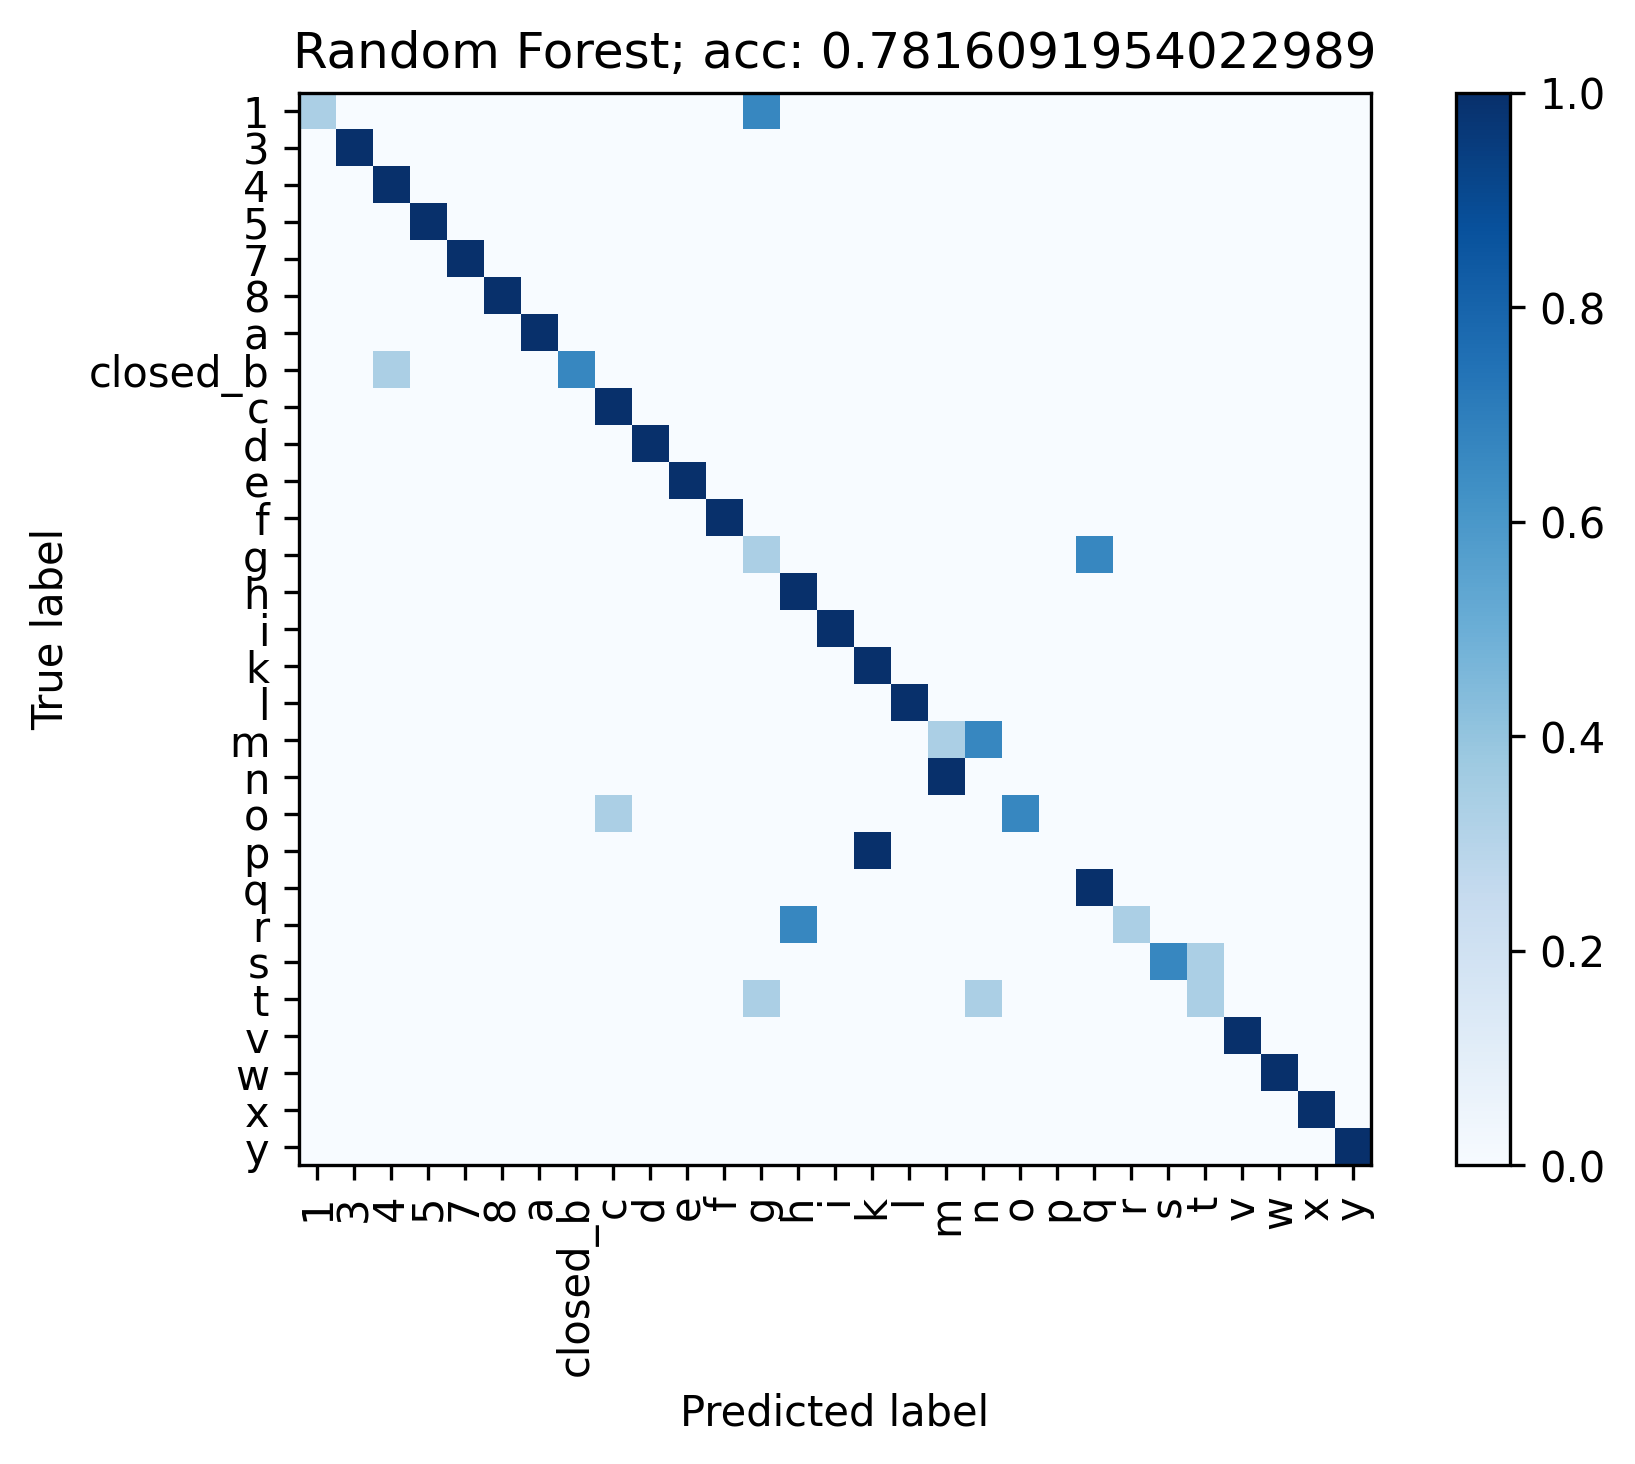 Random Forest; acc: 0.7816091954022989
True label
1
3
4
5
7
8
a
closed_b
c
d
e
f
g
h
i
k
l
m
n
o
p
q
r
s
t
v
w
x
y
1 3 4 5 7 8 a closed_b c d e f g h i k l m n o p q r s t v w x y
Predicted label
1.0
0.8
0.6
0.4
0.2
0.0